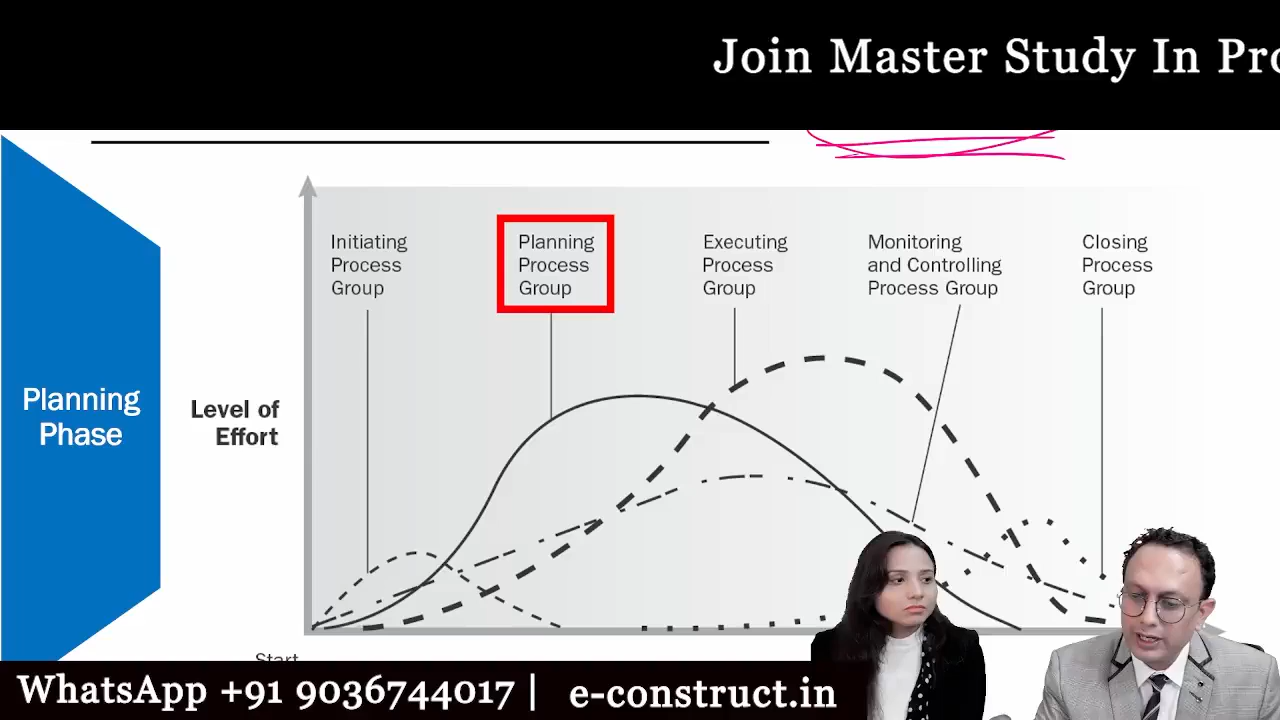 Join Master Study In Pro
Initiating
Process
Group
Planning
Process
Group
Executing
Process
Group
Monitoring
and Controlling
Process Group
Closing
Process
Group
Planning
Phase
Level of
Effort
Start
WhatsApp +91 9036744017 | e-construct.in